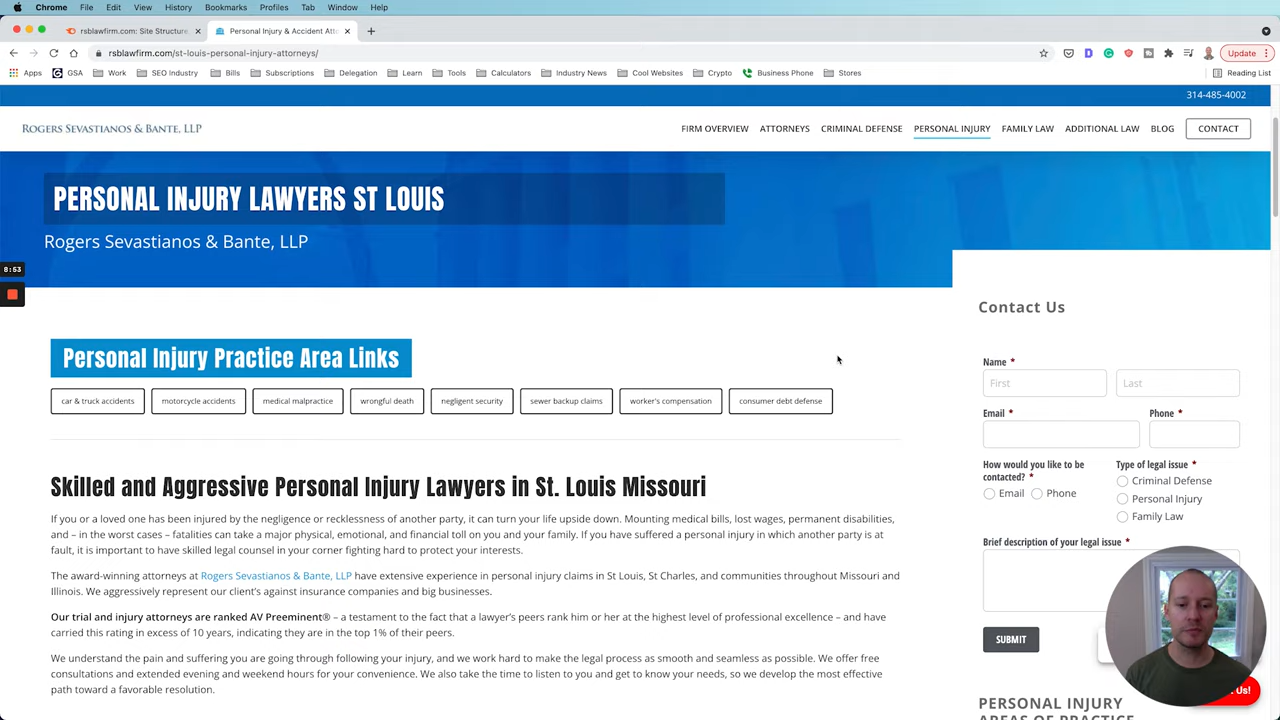 Chrome File Edit View History Bookmarks Profiles Tab Window Help
rsblawfirm.com: Site Structure, × Personal Injury & Accident Atto × +
rsblawfirm.com/st-louis-personal-injury-attorneys/ Update
Apps GSA Work SEO Industry Bills Subscriptions Delegation Learn Tools Calculators Industry News Cool Websites Crypto Business Phone Stores Reading List
314-485-4002
ROGERS SEVASTIANOS & BANTE, LLP FIRM OVERVIEW ATTORNEYS CRIMINAL DEFENSE PERSONAL INJURY FAMILY LAW ADDITIONAL LAW BLOG CONTACT
PERSONAL INJURY LAWYERS ST LOUIS
Rogers Sevastianos & Bante, LLP
8:53
Personal Injury Practice Area Links
car & truck accidents motorcycle accidents medical malpractice wrongful death negligent security sewer backup claims worker's compensation consumer debt defense
Skilled and Aggressive Personal Injury Lawyers in St. Louis Missouri
If you or a loved one has been injured by the negligence or recklessness of another party, it can turn your life upside down. Mounting medical bills, lost wages, permanent disabilities,
and – in the worst cases – fatalities can take a major physical, emotional, and financial toll on you and your family. If you have suffered a personal injury in which another party is at
fault, it is important to have skilled legal counsel in your corner fighting hard to protect your interests.
The award-winning attorneys at Rogers Sevastianos & Bante, LLP have extensive experience in personal injury claims in St Louis, St Charles, and communities throughout Missouri and
Illinois. We aggressively represent our client's against insurance companies and big businesses.
Our trial and injury attorneys are ranked AV Preeminent® – a testament to the fact that a lawyer's peers rank him or her at the highest level of professional excellence – and have
carried this rating in excess of 10 years, indicating they are in the top 1% of their peers.
We understand the pain and suffering you are going through following your injury, and we work hard to make the legal process as smooth and seamless as possible. We offer free
consultations and extended evening and weekend hours for your convenience. We also take the time to listen to you and get to know your needs, so we develop the most effective
path toward a favorable resolution.
Contact Us
Name *
First Last
Email * Phone *
How would you like to be
contacted? *
Email Phone
Type of legal issue *
Criminal Defense
Personal Injury
Family Law
Brief description of your legal issue *
SUBMIT
Us!
PERSONAL INJURY
AREAS OF PRACTICE